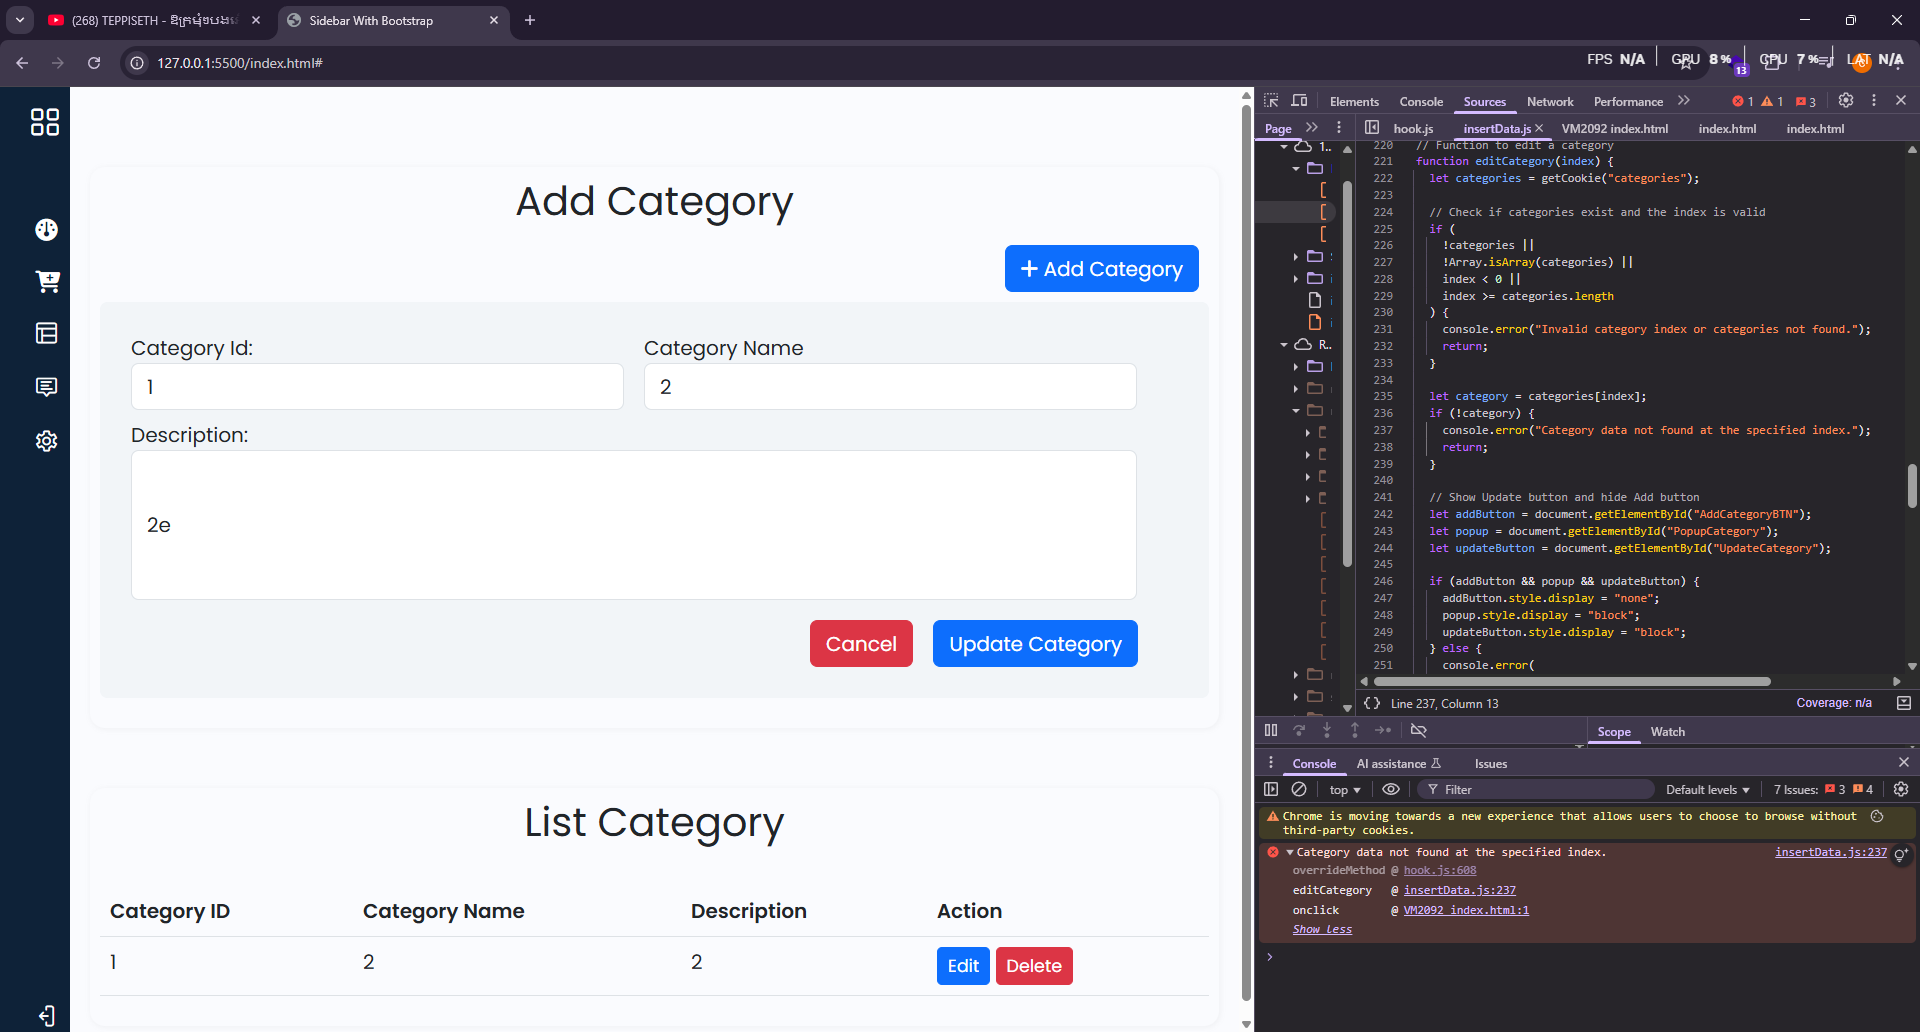 (268) TEPPISETH -
Sidebar With Bootstrap
127.0.0.1:5500/index.html#
FPS N/A
GPU 8 %
CPU 7 %
LAT N/A
13
Elements
Console
Sources
Network
Performance
1
1
3
Page
hook.js
insertData.js
VM2092 index.html
index.html
index.html
1..
R..
220 // Function to edit a category
221 function editCategory(index) {
222 let categories = getCookie("categories");
223
224 // Check if categories exist and the index is valid
225 if (
226 !categories ||
227 !Array.isArray(categories) ||
228 index < 0 ||
229 index >= categories.length
230 ) {
231 console.error("Invalid category index or categories not found.");
232 return;
233 }
234
235 let category = categories[index];
236 if (!category) {
237 console.error("Category data not found at the specified index.");
238 return;
239 }
240
241 // Show Update button and hide Add button
242 let addButton = document.getElementById("AddCategoryBTN");
243 let popup = document.getElementById("PopupCategory");
244 let updateButton = document.getElementById("UpdateCategory");
245
246 if (addButton && popup && updateButton) {
247 addButton.style.display = "none";
248 popup.style.display = "block";
249 updateButton.style.display = "block";
250 } else {
251 console.error(
{} Line 237, Column 13
Coverage: n/a
Scope
Watch
Console
AI assistance
Issues
top
Filter
Default levels
7 Issues: 3 4
Chrome is moving towards a new experience that allows users to choose to browse without
third-party cookies.
Category data not found at the specified index.
insertData.js:237
overrideMethod @ hook.js:608
editCategory @ insertData.js:237
onclick @ VM2092 index.html:1
Show less
Add Category
+ Add Category
Category Id:
Category Name
1
2
Description:
2e
Cancel
Update Category
List Category
Category ID
Category Name
Description
Action
1
2
2
Edit
Delete